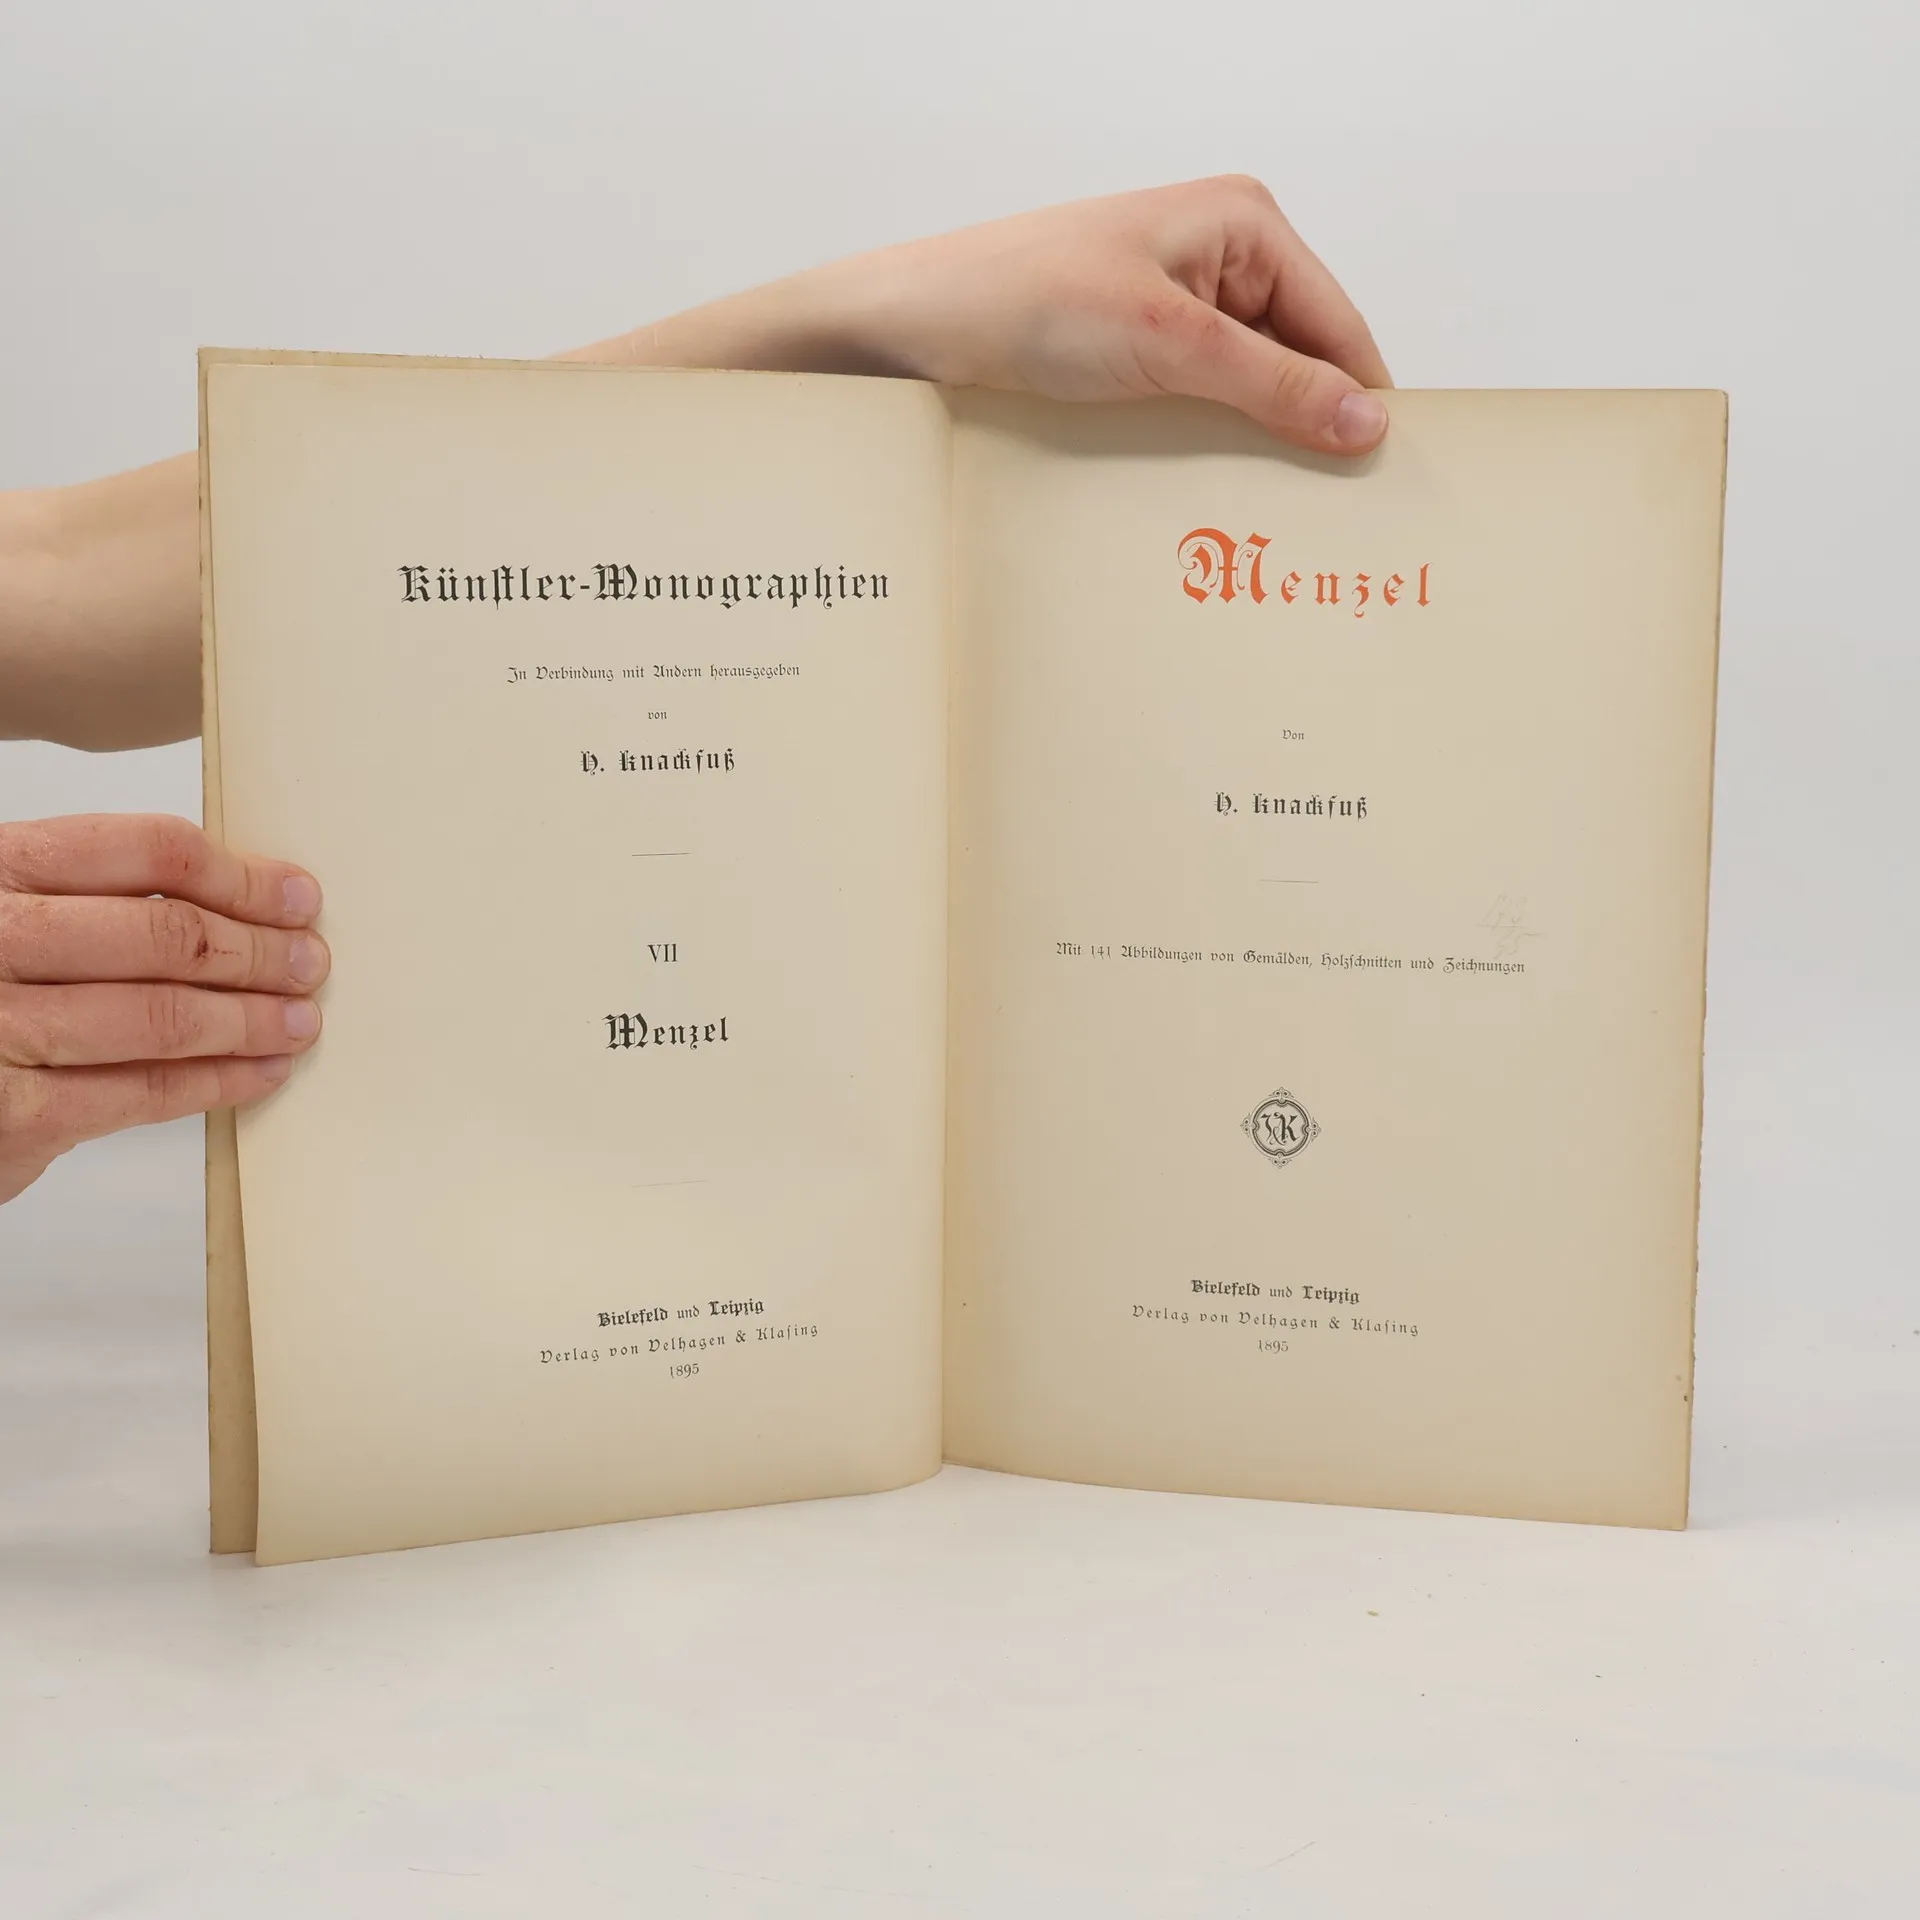 Künſtler-Monographien
In Verbindung mit Andern herausgegeben
von
H. Knackfuß
VII
Menzel
Bielefeld und Leipzig
Verlag von Velhagen & Klaſing
1895
Menzel
Von
H. Knackfuß
Mit 141 Abbildungen von Gemälden, Holzſchnitten und Zeichnungen
VK
Bielefeld und Leipzig
Verlag von Velhagen & Klaſing
1895